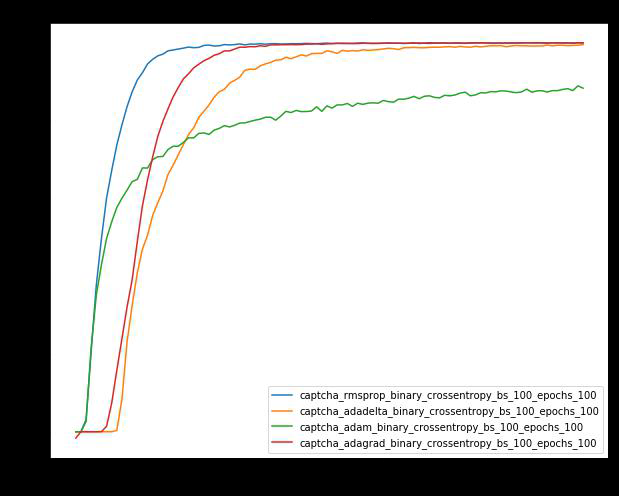 captcha_rmsprop_binary_crossentropy_bs_100_epochs_100
captcha_adadelta_binary_crossentropy_bs_100_epochs_100
captcha_adam_binary_crossentropy_bs_100_epochs_100
captcha_adagrad_binary_crossentropy_bs_100_epochs_100